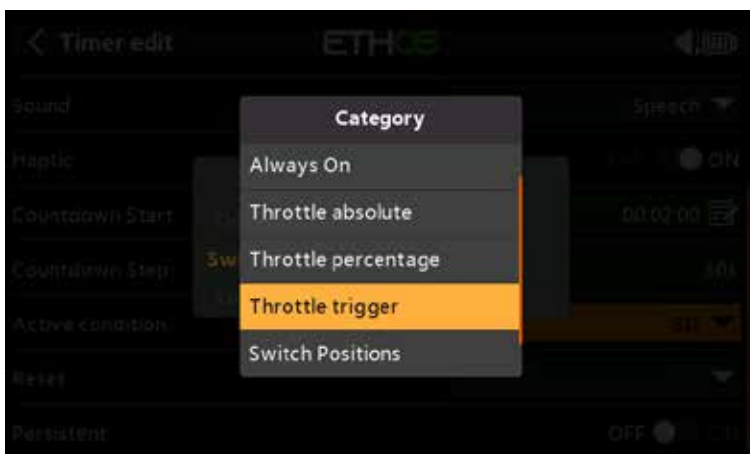 Timer edit
ETHOS
Sound
Speech
Category
Haptic
ON
Always On
Countdown Start
Throttle absolute
00:02:00
Countdown Step
Sw
Throttle percentage
30s
Active condition
Throttle trigger
Reset
Switch Positions
Persistent
OFF